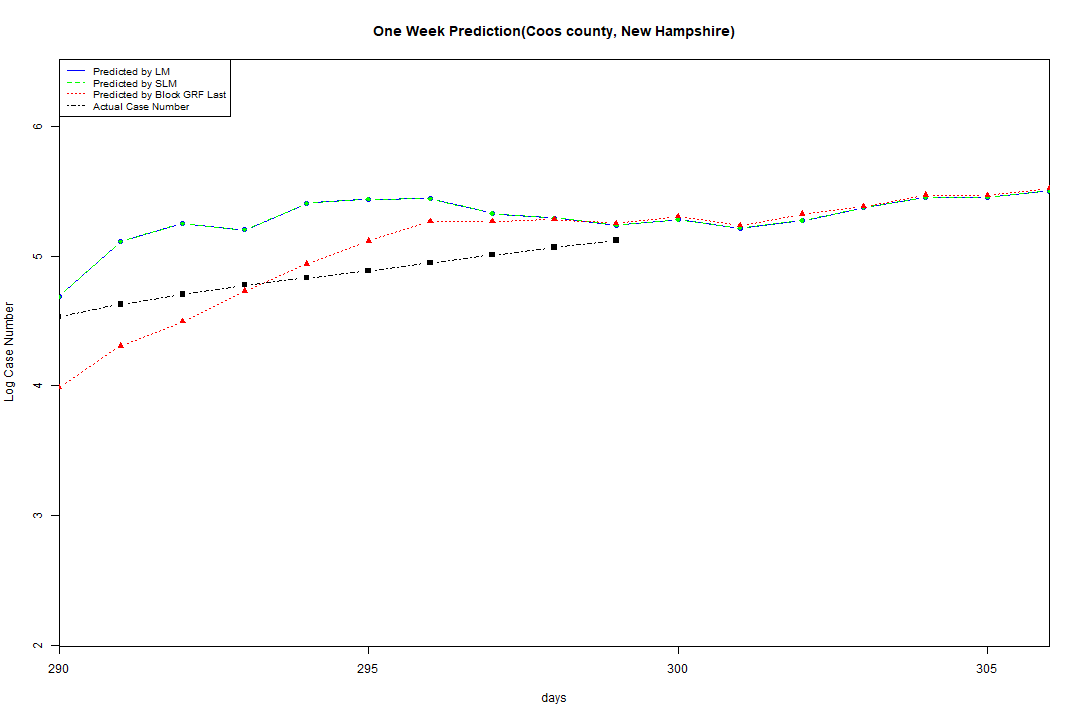 One Week Prediction(Coos county, New Hampshire)
Predicted by LM
Predicted by SLM
Predicted by Block GRF Last
Actual Case Number
Log Case Number
6
5
4
3
2
290
295
300
305
days